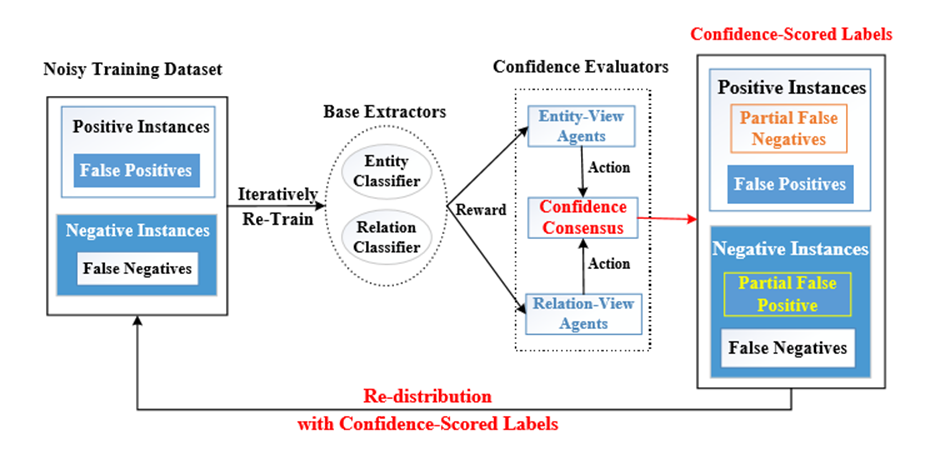 Noisy Training Dataset
Positive Instances
False Positives
Negative Instances
False Negatives
Iteratively
Re-Train
Base Extractors
Entity
Classifier
Relation
Classifier
Reward
Confidence Evaluators
Entity-View
Agents
Action
Confidence
Consensus
Action
Relation-View
Agents
Confidence-Scored Labels
Positive Instances
Partial False
Negatives
False Positives
Negative Instances
Partial False
Positive
False Negatives
Re-distribution
with Confidence-Scored Labels